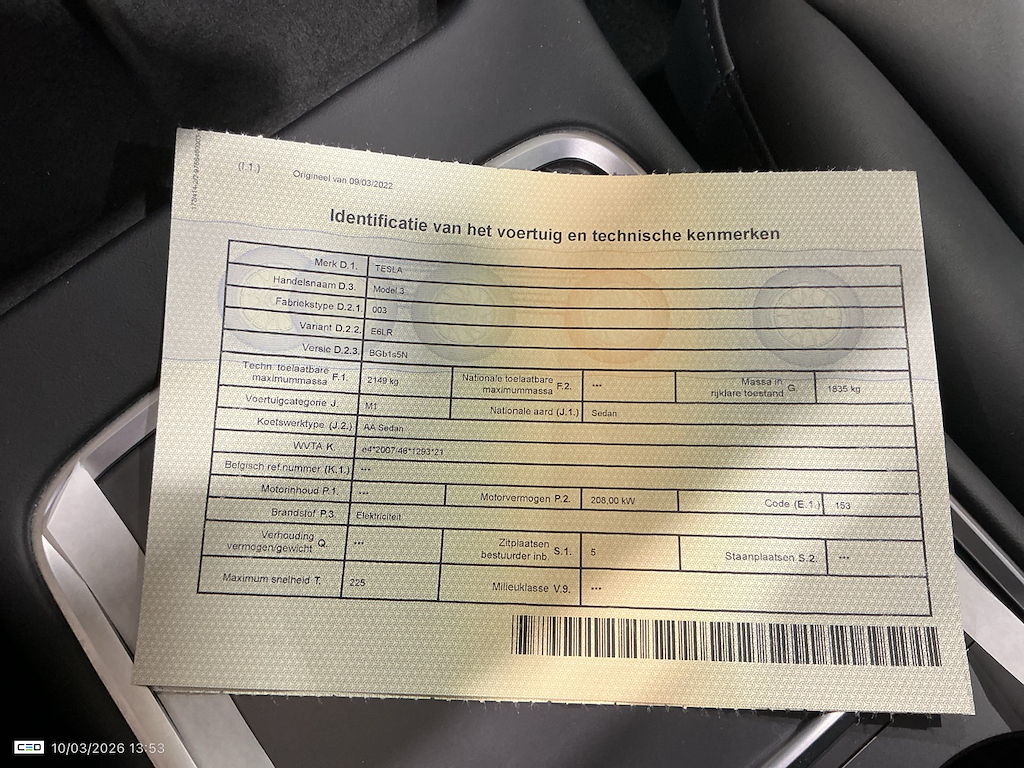 (I.1.)
Origineel van 09/03/2022
Identificatie van het voertuig en technische kenmerken
Merk D.1. TESLA
Handelsnaam D.3. Model 3
Fabriekstype D.2.1. 003
Variant D.2.2. E6LR
Versie D.2.3. BGb1s5N
Techn. toelaatbare maximummassa F.1. 2149 kg Nationale toelaatbare maximummassa F.2. --- Massa in rijklare toestand G. 1835 kg
Voertuigcategorie J. M1 Nationale aard (J.1.) Sedan
Koetswerktype (J.2.) AA Sedan
WVTA K. e4*2007/46*1293*21
Belgisch ref.nummer (K.1.) ---
Motorinhoud P.1. --- Motorvermogen P.2. 208,00 kW Code (E.1.) 153
Brandstof P.3. Elektriciteit
Verhouding vermogen/gewicht Q. --- Zitplaatsen bestuurder inb. S.1. 5 Staanplaatsen S.2. ---
Maximum snelheid T. 225 Milieuklasse V.9. ---
CEO 10/03/2026 13:53